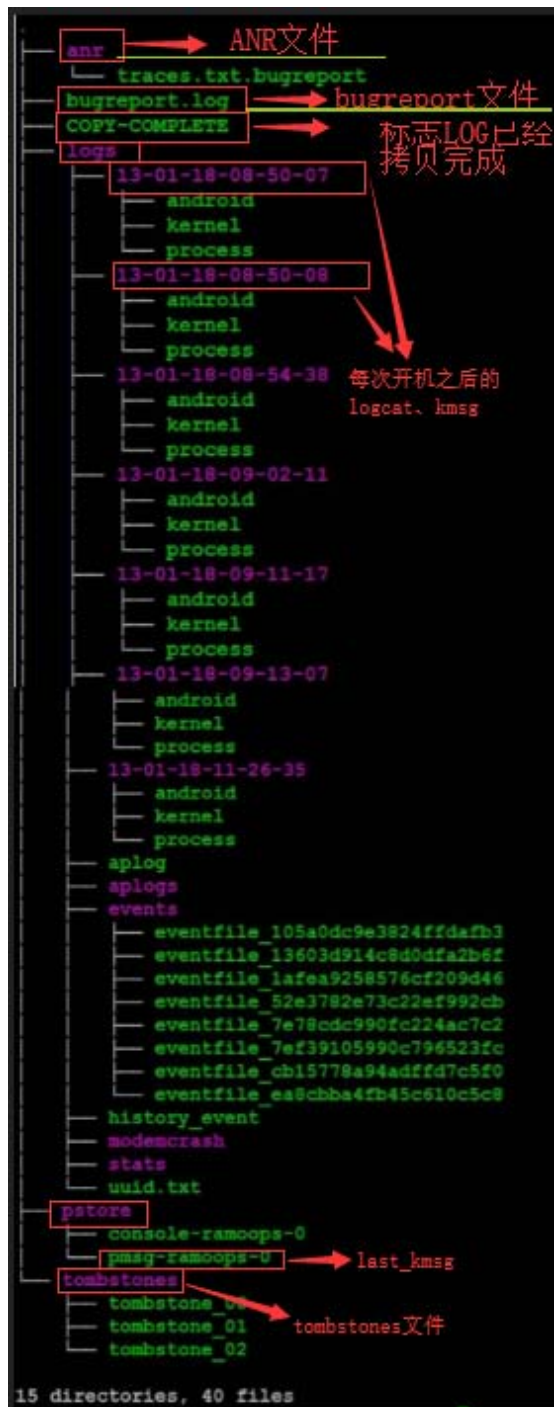 anr ANR文件
traces.txt.bugreport
bugreport.log bugreport文件
COPY-COMPLETE 标志LOG已经
拷贝完成
logs
13-01-18-08-50-07
android
kernel
process
13-01-18-08-50-08
android
kernel
process
13-01-18-08-54-38
每次开机之后的
logcat、kmsg
android
kernel
process
13-01-18-09-02-11
android
kernel
process
13-01-18-09-11-17
android
kernel
process
13-01-18-09-13-07
android
kernel
process
13-01-18-11-26-35
android
kernel
process
aplog
aplogs
events
eventfile_105a0dc9e3824ffdafb3
eventfile_13603d914c8d0dfa2b6f
eventfile_1afea9258576cf209d46
eventfile_52e3782e73c22ef992cb
eventfile_7e78cdc990fc224ac7c2
eventfile_7ef39105990c796523fc
eventfile_cb15778a94adffd7c5f0
eventfile_ea8cbba4fb45c610c5c8
history_event
modemcrash
stats
uuid.txt
pstore
console-ramoops-0
pmsg-ramoops-0 last_kmsg
tombstones
tombstone_00
tombstone_01 tombstones文件
tombstone_02
15 directories, 40 files